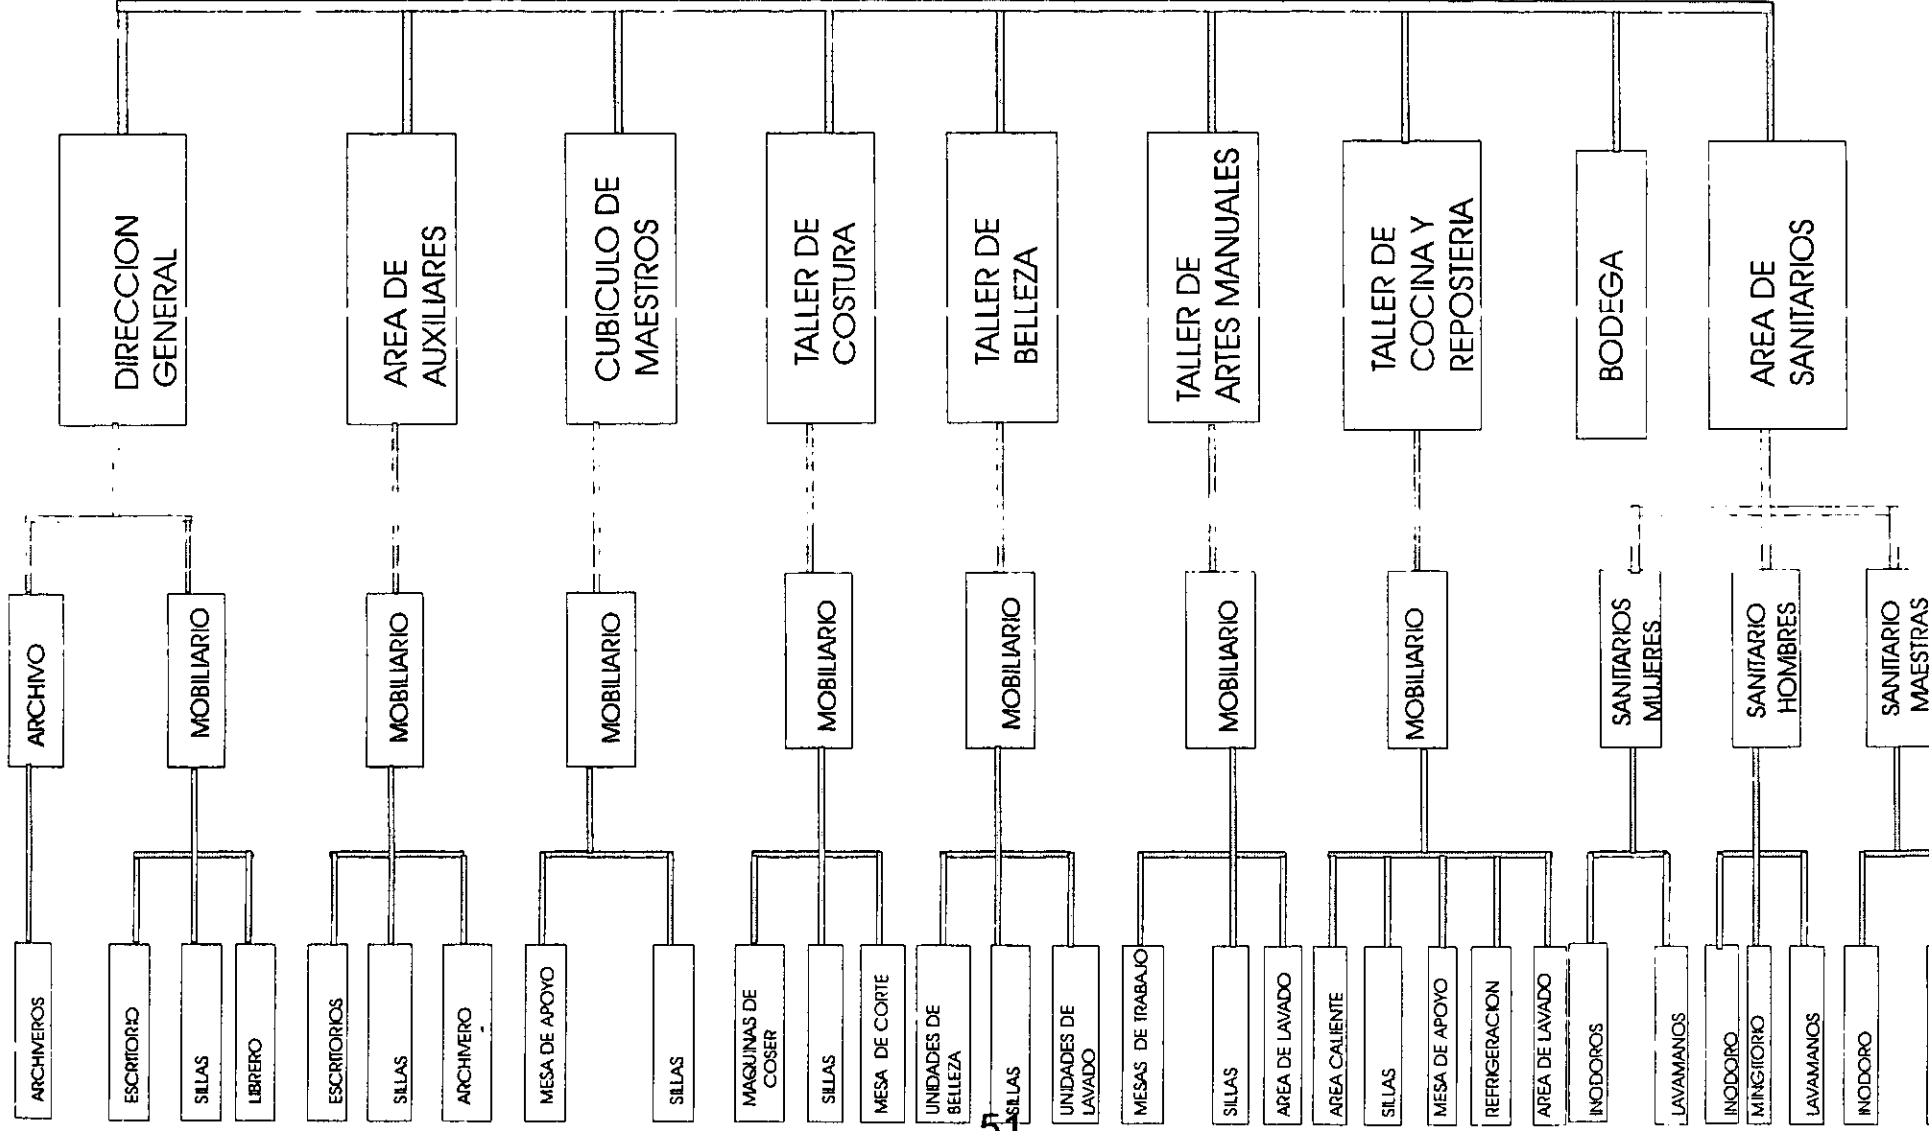 DIRECCION
GENERAL
AREA DE
AUXILIARES
CUBICULO DE
MAESTROS
TALLER DE
COSTURA
TALLER DE
BELLEZA
TALLER DE
ARTES MANUALES
TALLER DE
COCINA Y
REPOSTERIA
BODEGA
AREA DE
SANITARIOS
ARCHIVO
MOBILIARIO
MOBILIARIO
MOBILIARIO
MOBILIARIO
MOBILIARIO
MOBILIARIO
MOBILIARIO
SANITARIOS
MUJERES
SANITARIO
HOMBRES
SANITARIO
MAESTRAS
ARCHIVEROS
ESCRITORIO
SILLAS
LIBRERO
ESCRITORIOS
SILLAS
ARCHIVERO
MESA DE APOYO
SILLAS
MAQUINAS DE
COSER
SILLAS
MESA DE CORTE
UNIDADES DE
BELLEZA
SILLAS
UNIDADES DE
LAVADO
MESAS DE TRABAJO
SILLAS
AREA DE LAVADO
AREA CALIENTE
SILLAS
MESA DE APOYO
REFRIGERACION
AREA DE LAVADO
INODOROS
LAVAMANOS
INODORO
MINGITORIO
LAVAMANOS
INODORO
51